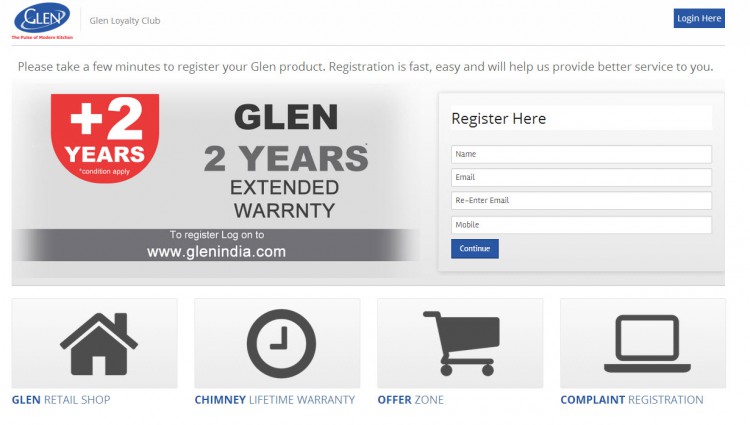 GLEN
The Pulse of Modern Kitchen
Glen Loyalty Club
Login Here
Please take a few minutes to register your Glen product. Registration is fast, easy and will help us provide better service to you.
+2
YEARS
*condition apply
GLEN
2 YEARS*
EXTENDED
WARRNTY
To register Log on to
www.glenindia.com
Register Here
Name
Email
Re-Enter Email
Mobile
Continue
GLEN RETAIL SHOP
CHIMNEY LIFETIME WARRANTY
OFFER ZONE
COMPLAINT REGISTRATION